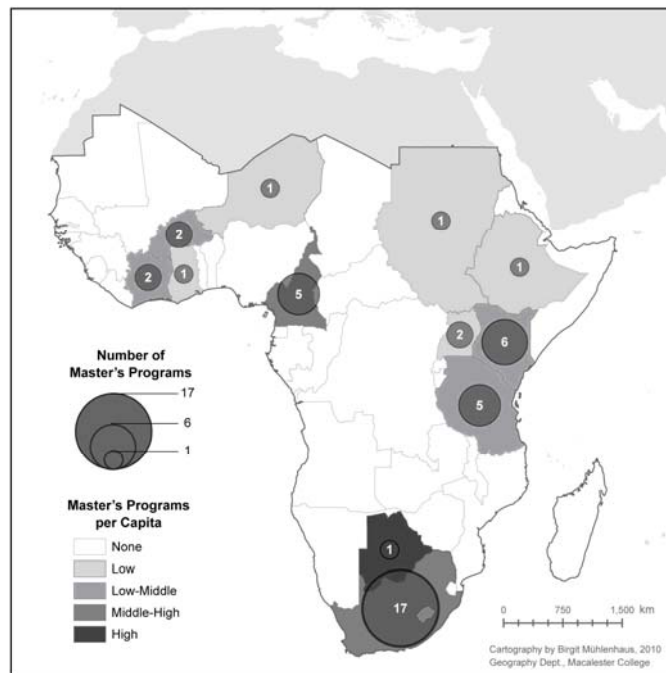 1
1
2
2
1
1
5
2
6
5
1
17
Number of
Master's Programs
17
6
1
Master's Programs
per Capita
None
Low
Low-Middle
Middle-High
High
0 750 1,500 km
Cartography by Birgit Mühlenhaus, 2010
Geography Dept., Macalester College